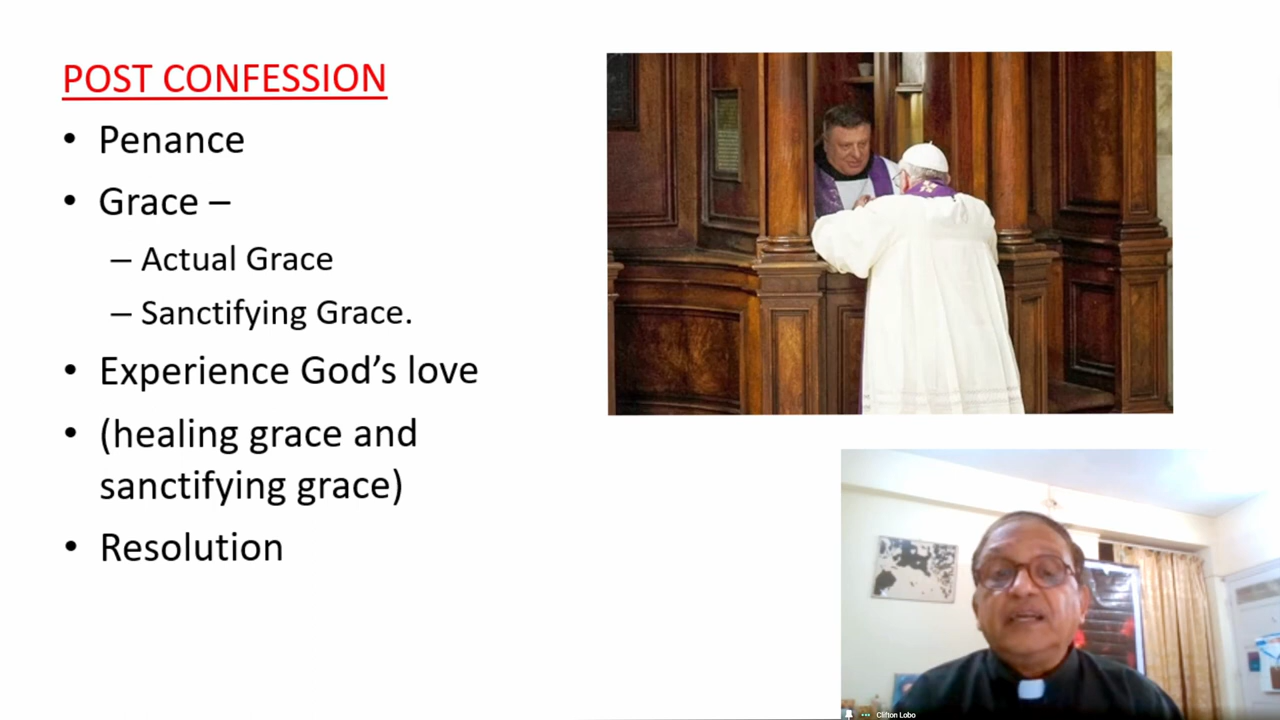 POST CONFESSION
• Penance
• Grace –
– Actual Grace
– Sanctifying Grace.
• Experience God’s love
• (healing grace and
sanctifying grace)
• Resolution
Clifton Lobo